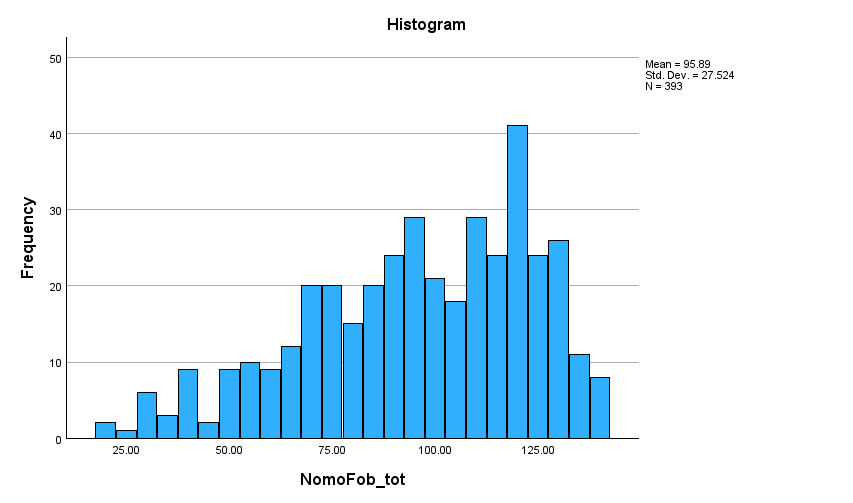 Histogram
50
40
30
20
10
0
Frequency
25.00 50.00 75.00 100.00 125.00
NomoFob_tot
Mean = 95.89
Std. Dev. = 27.524
N = 393